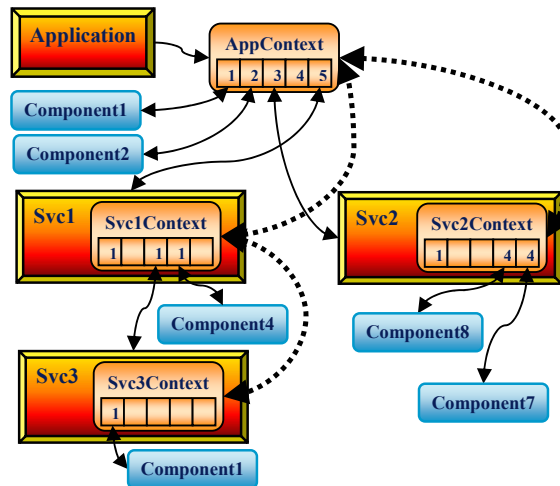 Application
AppContext
1 2 3 4 5
Component1
Component2
Svc1
Svc1Context
1 1 1
Svc2
Svc2Context
1 4 4
Component4
Component8
Svc3
Svc3Context
1
Component7
Component1